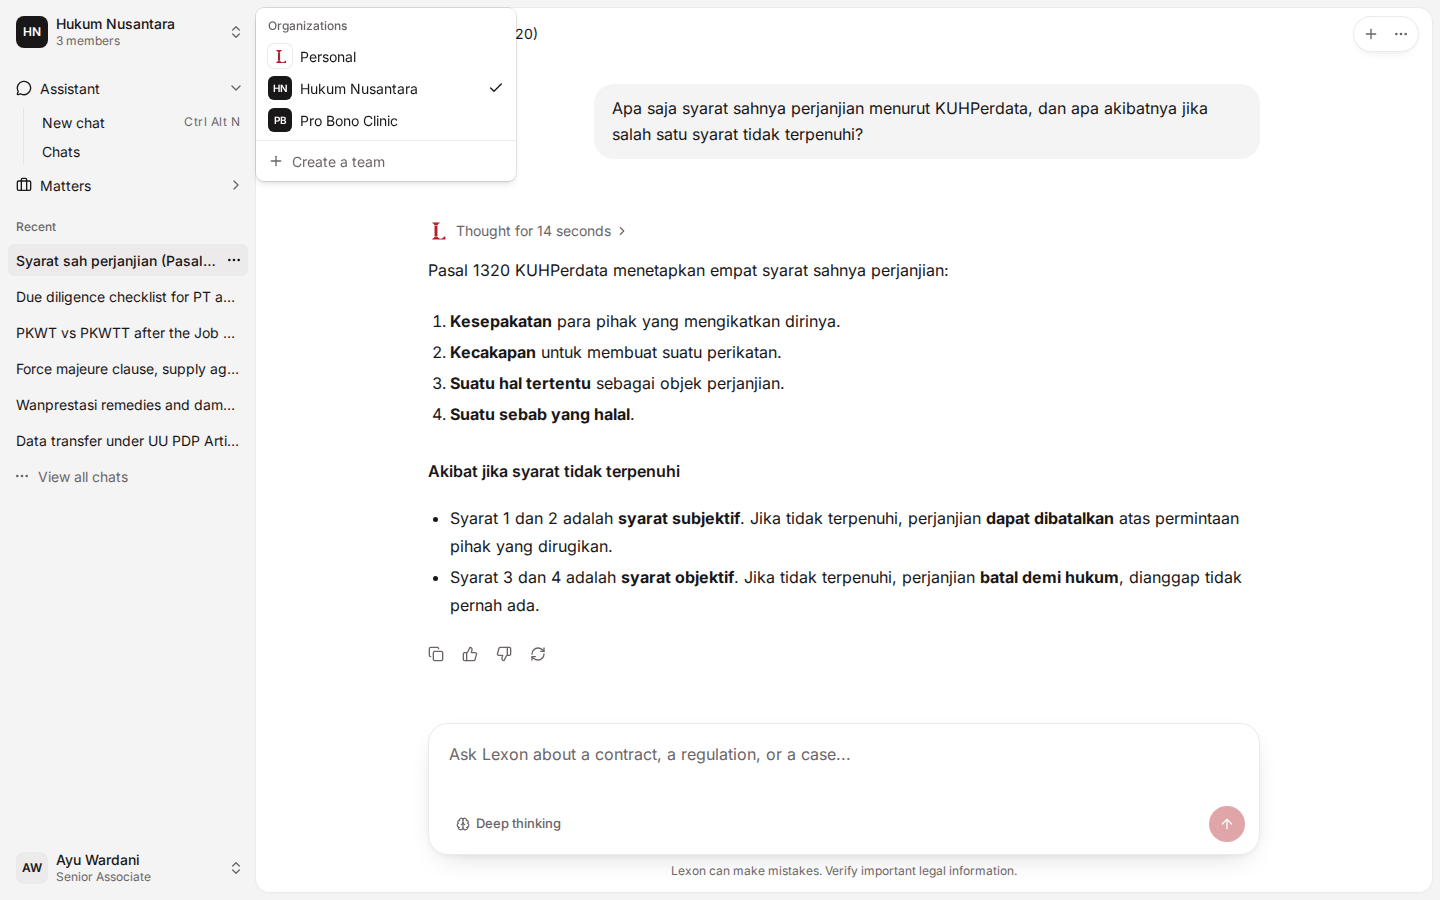 HN
Hukum Nusantara
3 members
Assistant
New chat
Ctrl Alt N
Chats
Matters
Recent
Syarat sah perjanjian (Pasal...
Due diligence checklist for PT a...
PKWT vs PKWTT after the Job ...
Force majeure clause, supply ag...
Wanprestasi remedies and dam...
Data transfer under UU PDP Arti...
View all chats
AW
Ayu Wardani
Senior Associate
Organizations
L Personal
HN Hukum Nusantara
PB Pro Bono Clinic
Create a team
20)
Apa saja syarat sahnya perjanjian menurut KUHPerdata, dan apa akibatnya jika
salah satu syarat tidak terpenuhi?
L Thought for 14 seconds
Pasal 1320 KUHPerdata menetapkan empat syarat sahnya perjanjian:
1. Kesepakatan para pihak yang mengikatkan dirinya.
2. Kecakapan untuk membuat suatu perikatan.
3. Suatu hal tertentu sebagai objek perjanjian.
4. Suatu sebab yang halal.
Akibat jika syarat tidak terpenuhi
• Syarat 1 dan 2 adalah syarat subjektif. Jika tidak terpenuhi, perjanjian dapat dibatalkan atas permintaan
pihak yang dirugikan.
• Syarat 3 dan 4 adalah syarat objektif. Jika tidak terpenuhi, perjanjian batal demi hukum, dianggap tidak
pernah ada.
Ask Lexon about a contract, a regulation, or a case...
Deep thinking
Lexon can make mistakes. Verify important legal information.